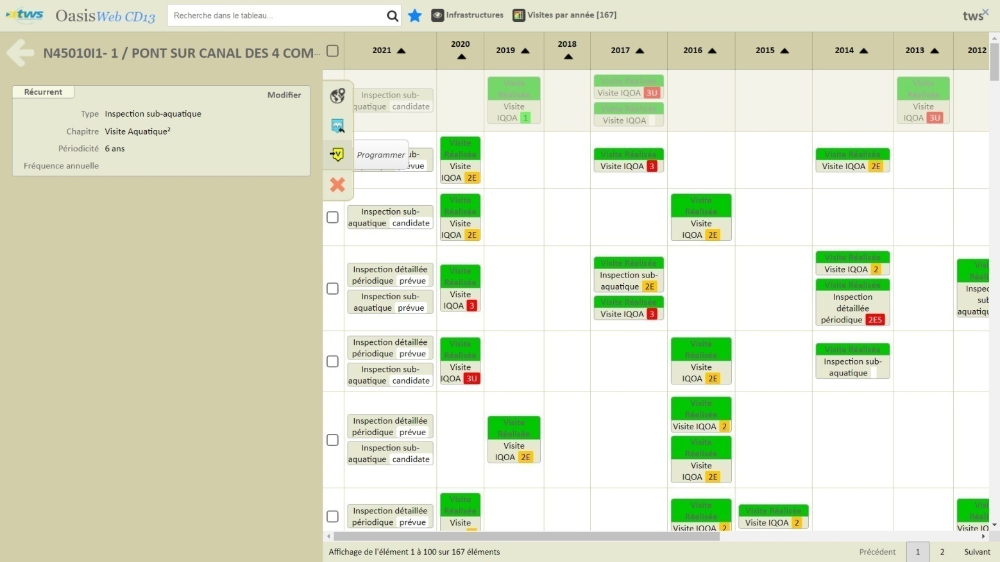 tws
OasisWeb CD13
Recherche dans le tableau...
Infrastructures
Visites par année [167]
tws
N45010I1- 1 / PONT SUR CANAL DES 4 COM...
Récurrent
Modifier
Type Inspection sub-aquatique
Chapitre Visite Aquatique²
Périodicité 6 ans
Fréquence annuelle
Programmer
2021
2020
2019
2018
2017
2016
2015
2014
2013
2012
Inspection sub-
quatique candidate
Visite
Réalisée
Visite
IQOA 1
Visite Réalisée
Visite IQOA 3U
Visite Réalisée
Visite IQOA
Visite
Réalisée
Visite
IQOA 3U
ub-
vue
Visite
Réalisée
Visite
IQOA 2E
Visite Réalisée
Visite IQOA 3
Visite Réalisée
Visite IQOA 2E
Inspection sub-
aquatique candidate
Visite
Réalisée
Visite
IQOA 2E
Visite
Réalisée
Visite
IQOA 2E
Inspection détaillée
périodique prévue
Inspection sub-
aquatique prévue
Visite
Réalisée
Visite
IQOA 3
Visite Réalisée
Inspection sub-
aquatique 2E
Visite Réalisée
Visite IQOA 3
Visite Réalisée
Visite IQOA 2
Visite Réalisée
Inspection
détaillée
périodique 2ES
Visi
Réali
Inspec
sub
aquatiqu
Inspection détaillée
périodique prévue
Inspection sub-
aquatique candidate
Visite
Réalisée
Visite
IQOA 3U
Visite
Réalisée
Visite
IQOA 2E
Visite Réalisée
Inspection sub-
aquatique
Inspection détaillée
périodique prévue
Inspection sub-
aquatique candidate
Visite
Réalisée
Visite
IQOA 2E
Visite
Réalisée
Visite IQOA 2
Visite
Réalisée
Visite
IQOA 2E
Inspection détaillée
périodique prévue
Visite
Réalisée
Visite
Visite
Réalisée
Visite IQOA 2
Visite Réalisée
Visite IQOA 2
Visi
Réali
Visite IQ
Affichage de l'élément 1 à 100 sur 167 éléments
Précédent 1 2 Suivant